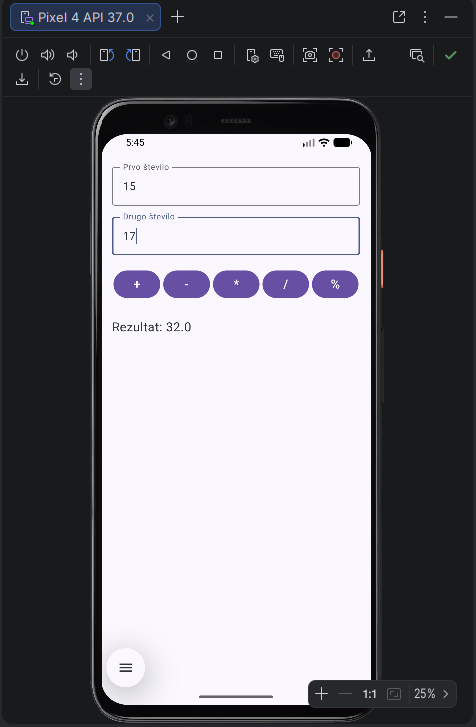 Pixel 4 API 37.0
5:45
Prvo število
15
Drugo število
17
+ - * / %
Rezultat: 32.0
1:1 25%